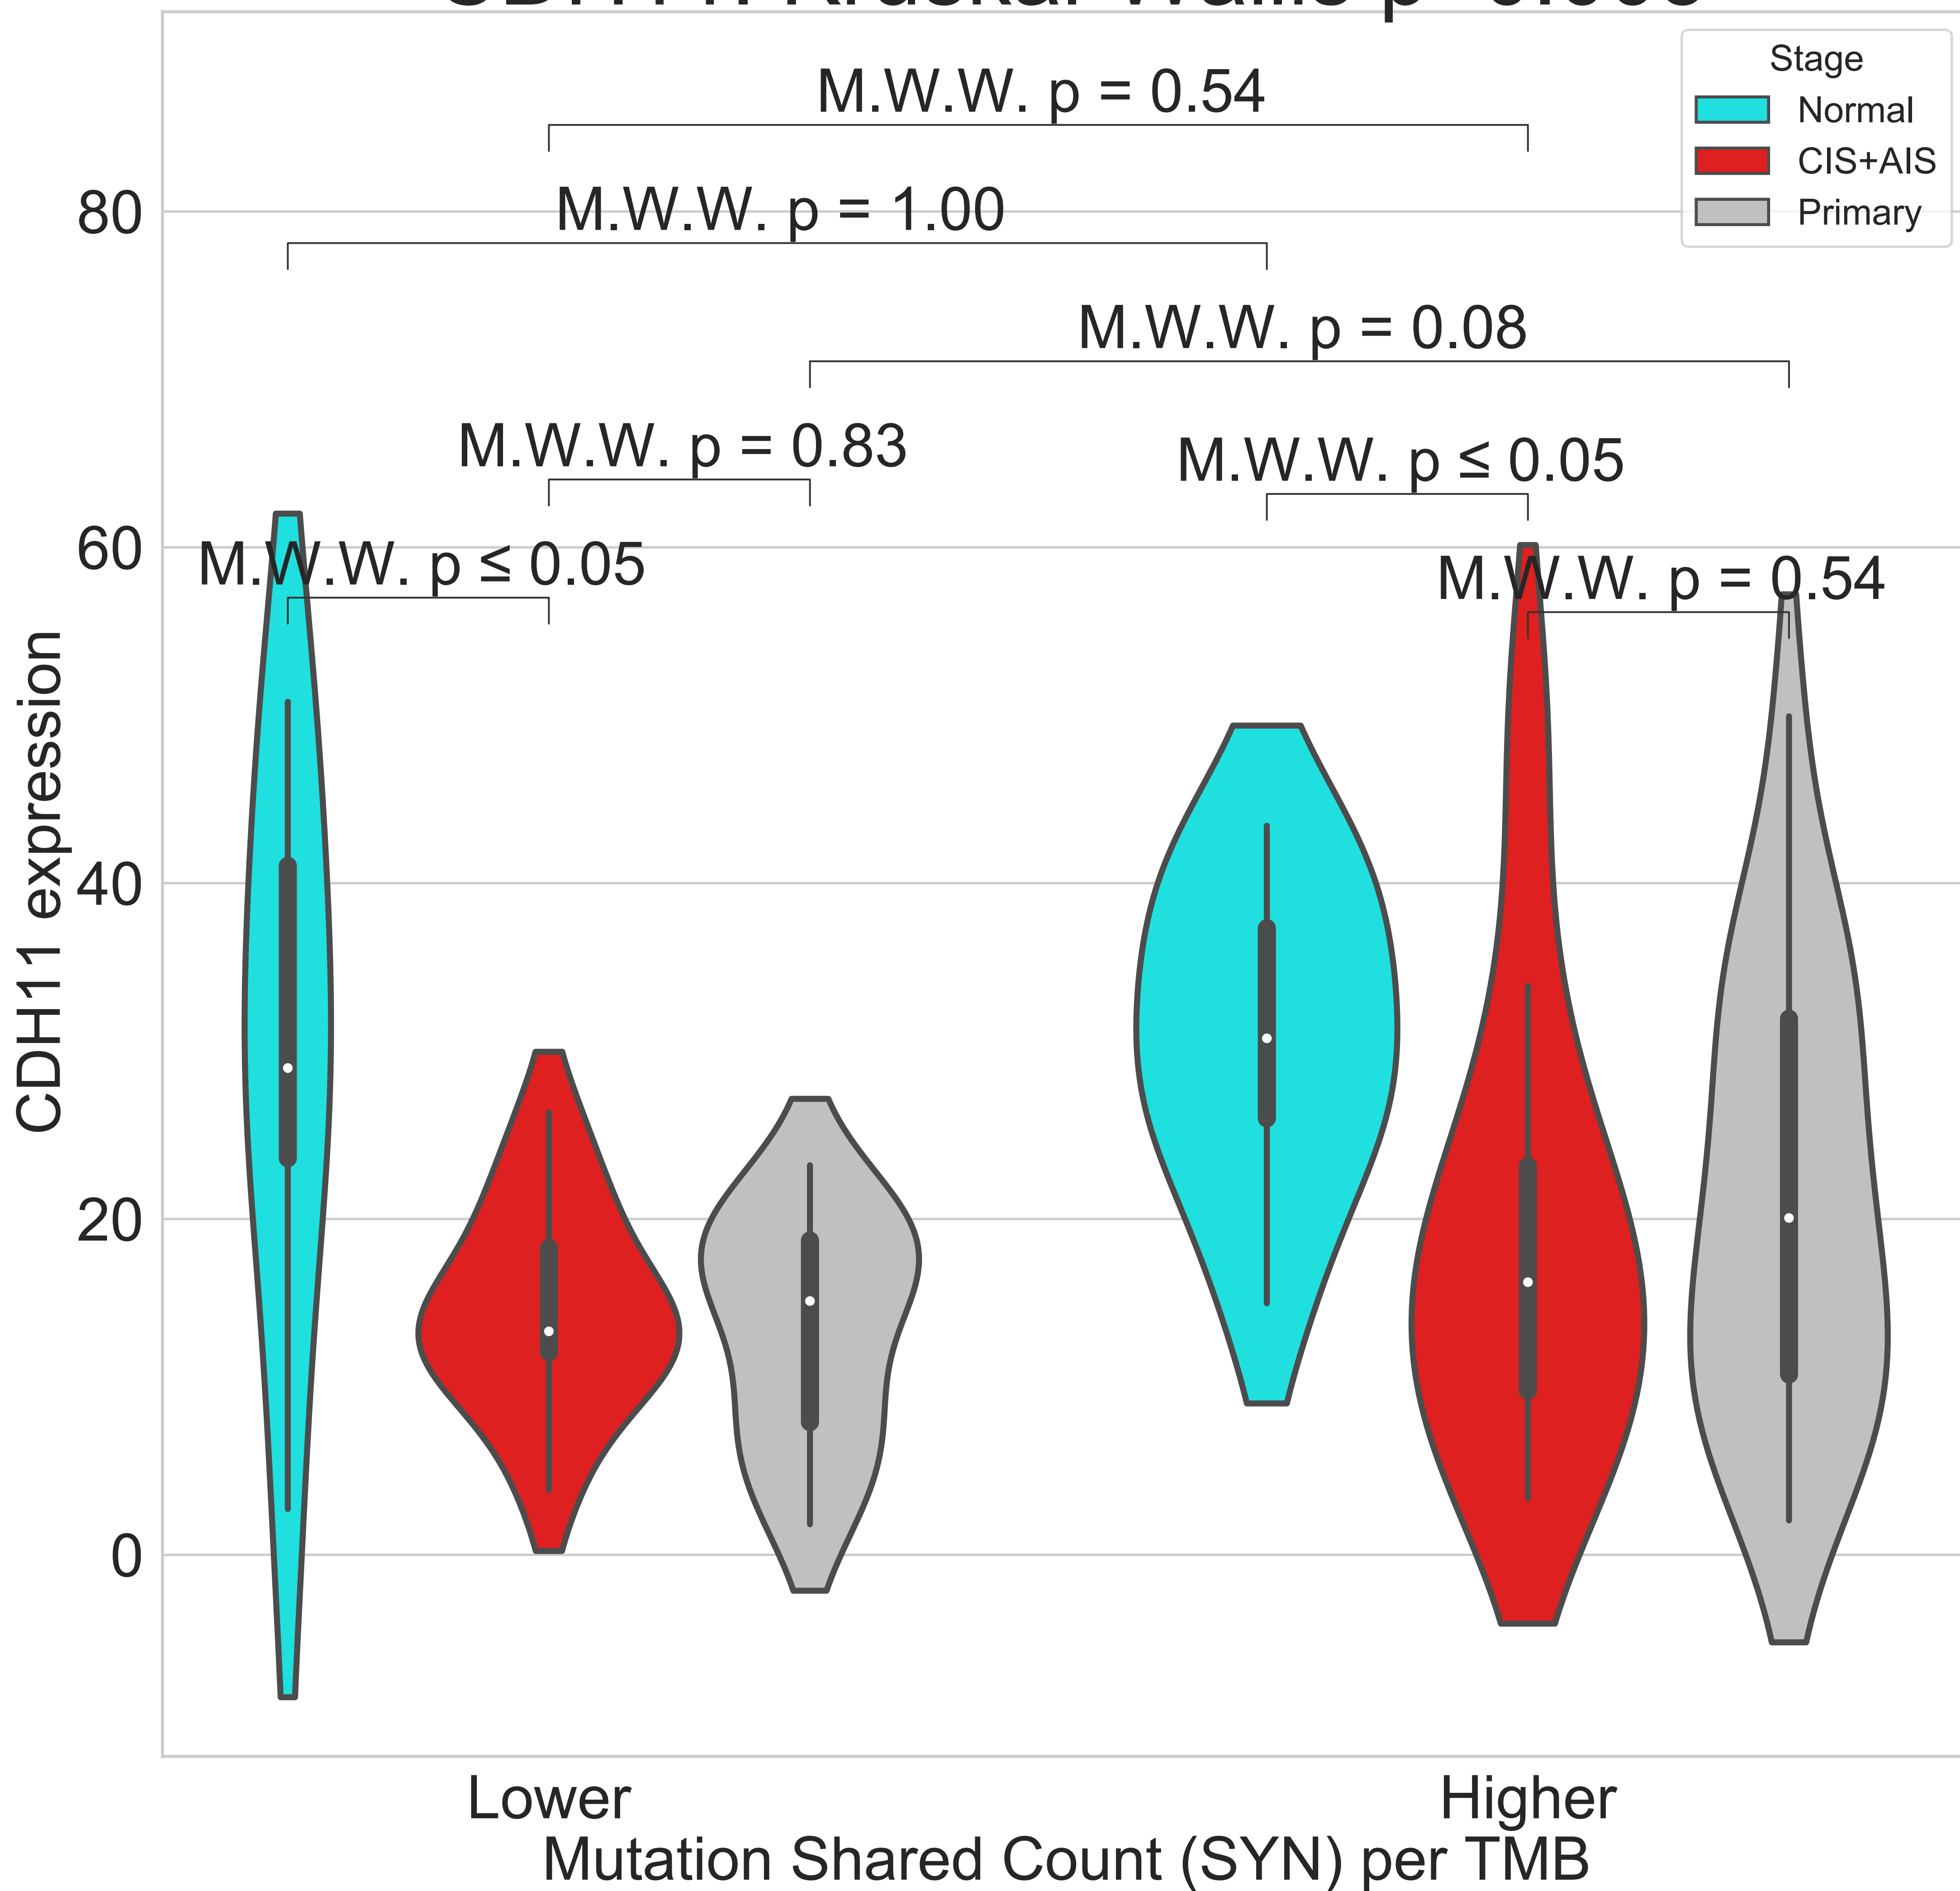 Stage
Normal
CIS+AIS
Primary
M.W.W. p = 0.54
M.W.W. p = 1.00
M.W.W. p = 0.08
M.W.W. p = 0.83
M.W.W. p ≤ 0.05
M.W.W. p ≤ 0.05
M.W.W. p = 0.54
80
60
40
20
0
CDH11 expression
Lower
Higher
Mutation Shared Count (SYN) per TMB